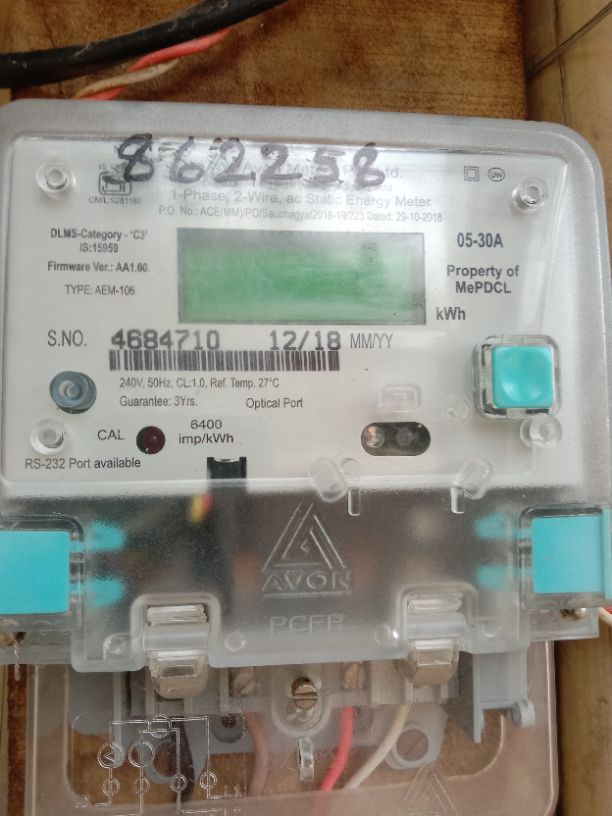 862258
Ltd.
1-Phase, 2-Wire, ac Static Energy Meter
P.O. No.: ACE(MM)/PO/Saubhagya/2018-19/223 Dated: 29-10-2018
DLMS-Category - 'C3'
IS:15959
Firmware Ver.: AA1.00
TYPE: AEM-106
05-30A
Property of
MePDCL
kWh
S.NO. 4684710 12/18 MM/YY
240V, 50Hz, CL:1.0, Ref. Temp. 27°C
Guarantee: 3Yrs. Optical Port
CAL
6400
imp/kWh
RS-232 Port available
AVON